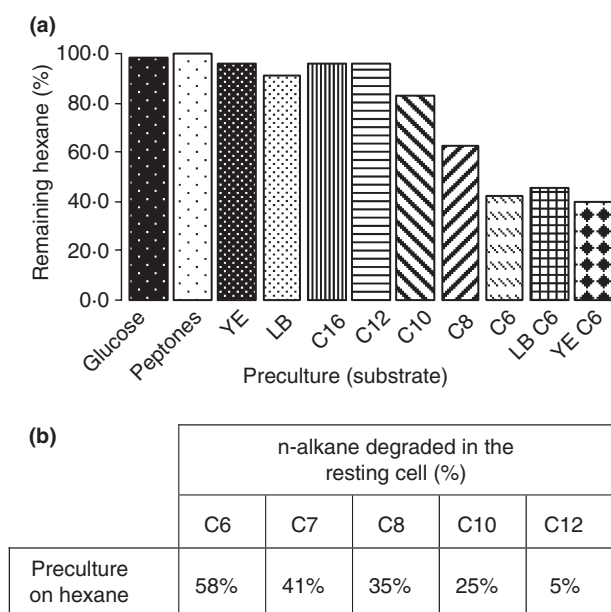 (a)
100·0
80·0
60·0
40·0
20·0
0·0
Remaining hexane (%)
Glucose
Peptones
YE
LB
C16
C12
C10
C8
C6
LB C6
YE C6
Preculture (substrate)
(b)
n-alkane degraded in the
resting cell (%)
C6 C7 C8 C10 C12
Preculture
on hexane
58% 41% 35% 25% 5%